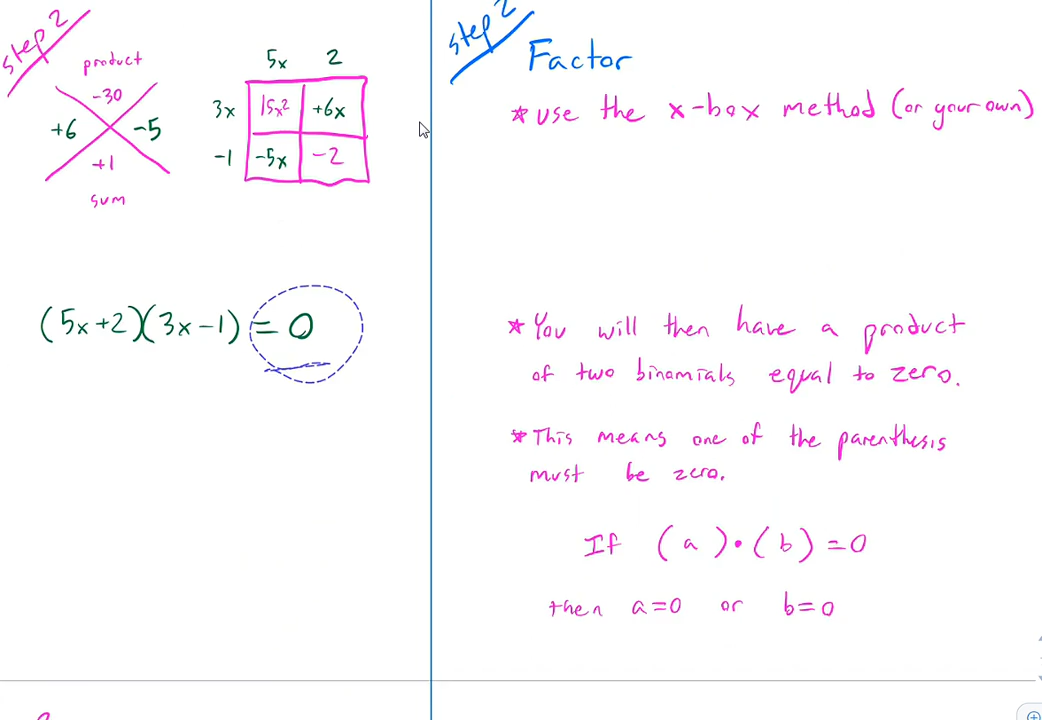 step 2
product
-30
+6 -5
+1
sum
5x 2
3x 15x² +6x
-1 -5x -2
(5x+2)(3x-1) = 0
step 2
Factor
* use the x-box method (or your own)
* You will then have a product
of two binomials equal to zero.
* This means one of the parenthesis
must be zero.
If (a)•(b)=0
then a=0 or b=0